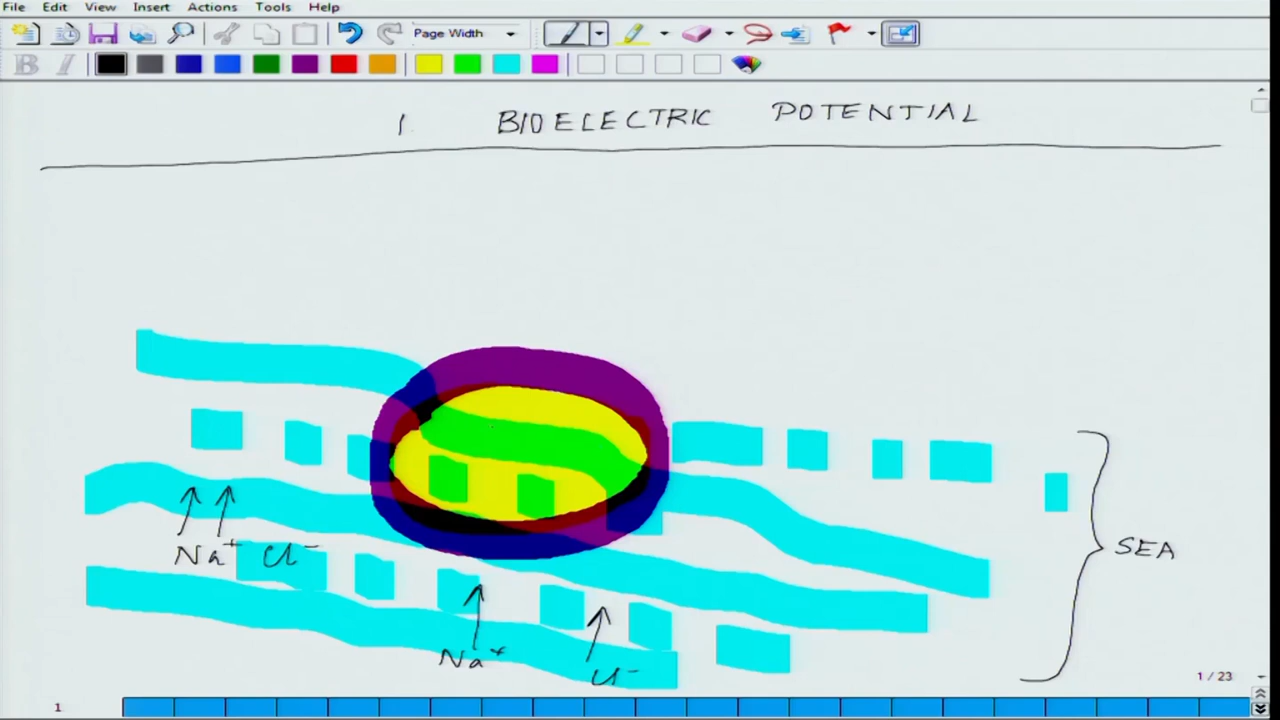 File Edit View Insert Actions Tools Help
Page Width
B I
1 BIOELECTRIC POTENTIAL
SEA
Na⁺ Cl⁻
Na⁺
Cl⁻
1 / 23
1